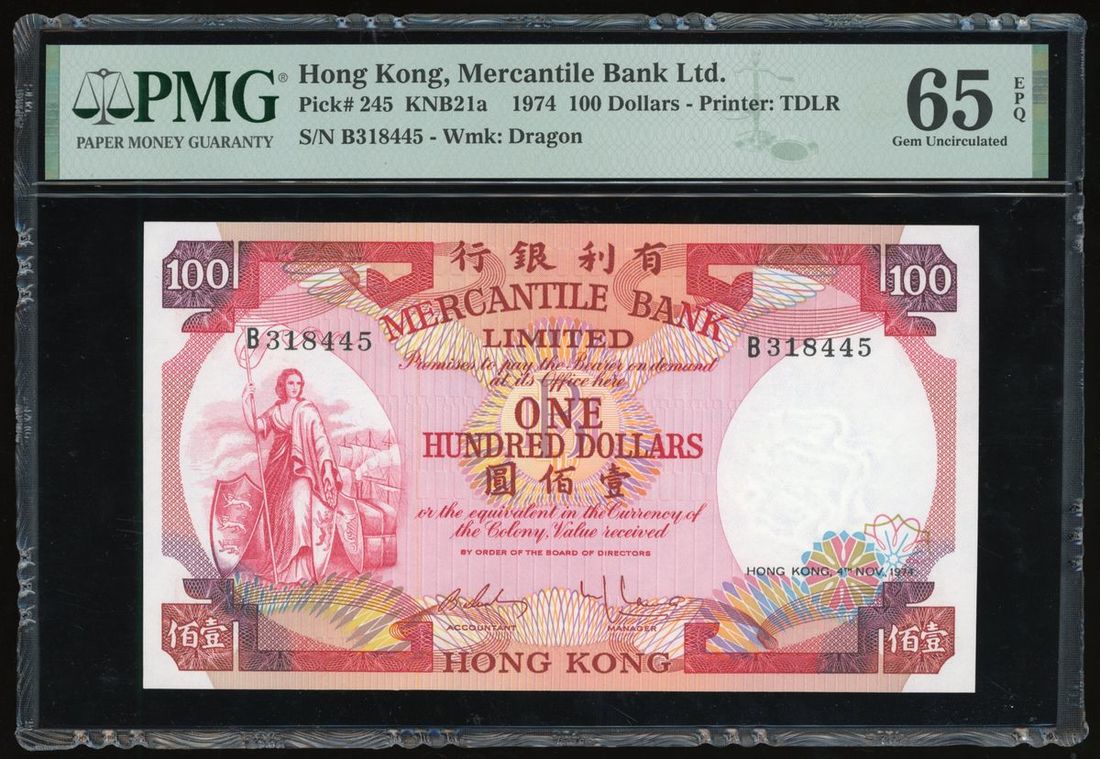 PMG®
PAPER MONEY GUARANTY
Hong Kong, Mercantile Bank Ltd.
Pick# 245 KNB21a 1974 100 Dollars - Printer: TDLR
S/N B318445 - Wmk: Dragon
65
EPQ
Gem Uncirculated
100
行銀利有
100
MERCANTILE BANK
LIMITED
B318445
B318445
Promises to pay the Bearer on demand
at its Office here
ONE
HUNDRED DOLLARS
圓佰壹
or the equivalent in the Currency of
the Colony, Value received
BY ORDER OF THE BOARD OF DIRECTORS
HONG KONG, 4TH NOV. 1974
ACCOUNTANT
MANAGER
佰壹
佰壹
HONG KONG